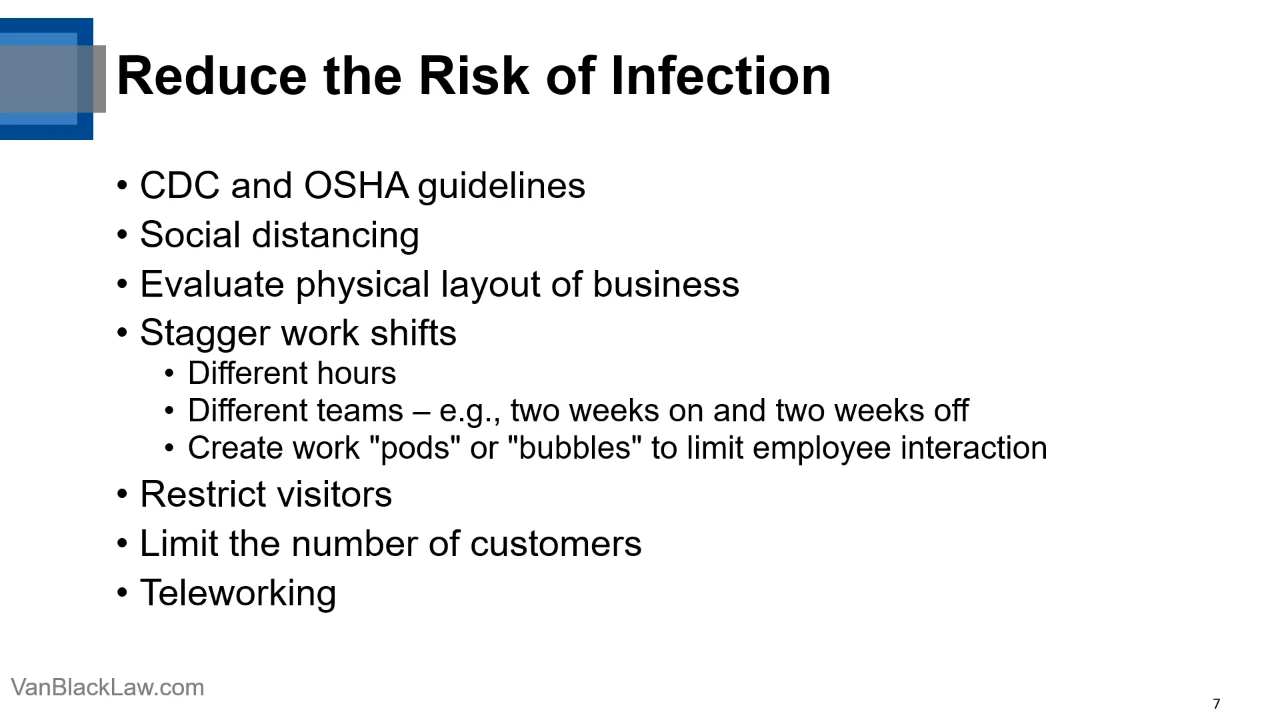 Reduce the Risk of Infection
• CDC and OSHA guidelines
• Social distancing
• Evaluate physical layout of business
• Stagger work shifts
• Different hours
• Different teams – e.g., two weeks on and two weeks off
• Create work "pods" or "bubbles" to limit employee interaction
• Restrict visitors
• Limit the number of customers
• Teleworking
VanBlackLaw.com
7